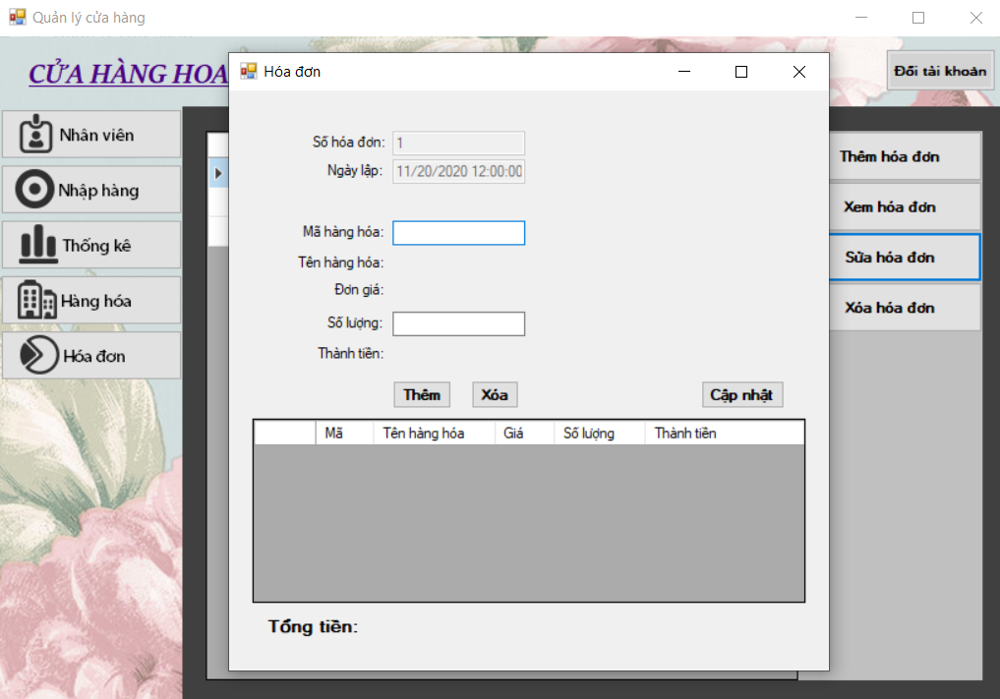 Quản lý cửa hàng
CỬA HÀNG HOA
Đổi tài khoản
Nhân viên
Nhập hàng
Thống kê
Hàng hóa
Hóa đơn
Hóa đơn
Số hóa đơn: 1
Ngày lập: 11/20/2020 12:00:00
Mã hàng hóa:
Tên hàng hóa:
Đơn giá:
Số lượng:
Thành tiền:
Thêm Xóa Cập nhật
Mã Tên hàng hóa Giá Số lượng Thành tiền
Tổng tiền:
Thêm hóa đơn
Xem hóa đơn
Sửa hóa đơn
Xóa hóa đơn